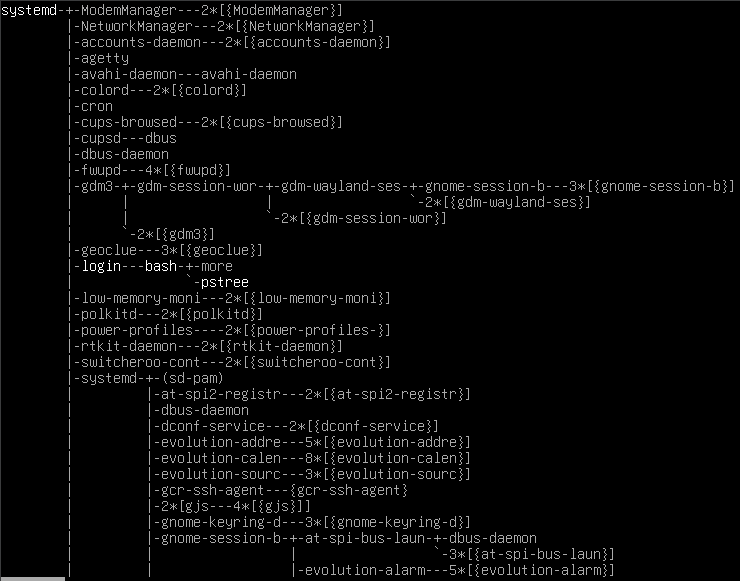 systemd-+-ModemManager---2*[{ModemManager}]
        |-NetworkManager---2*[{NetworkManager}]
        |-accounts-daemon---2*[{accounts-daemon}]
        |-agetty
        |-avahi-daemon---avahi-daemon
        |-colord---2*[{colord}]
        |-cron
        |-cups-browsed---2*[{cups-browsed}]
        |-cupsd---dbus
        |-dbus-daemon
        |-fwupd---4*[{fwupd}]
        |-gdm3-+-gdm-session-wor-+-gdm-wayland-ses-+-gnome-session-b---3*[{gnome-session-b}]
        |      |                 |                 `-2*[{gdm-wayland-ses}]
        |      |                 `-2*[{gdm-session-wor}]
        |      `-2*[{gdm3}]
        |-geoclue---3*[{geoclue}]
        |-login---bash-+-more
        |              `-pstree
        |-low-memory-moni---2*[{low-memory-moni}]
        |-polkitd---2*[{polkitd}]
        |-power-profiles----2*[{power-profiles-}]
        |-rtkit-daemon---2*[{rtkit-daemon}]
        |-switcheroo-cont---2*[{switcheroo-cont}]
        |-systemd-+-(sd-pam)
        |         |-at-spi2-registr---2*[{at-spi2-registr}]
        |         |-dbus-daemon
        |         |-dconf-service---2*[{dconf-service}]
        |         |-evolution-addre---5*[{evolution-addre}]
        |         |-evolution-calen---8*[{evolution-calen}]
        |         |-evolution-sourc---3*[{evolution-sourc}]
        |         |-gcr-ssh-agent---{gcr-ssh-agent}
        |         |-2*[gjs---4*[{gjs}]]
        |         |-gnome-keyring-d---3*[{gnome-keyring-d}]
        |         |-gnome-session-b-+-at-spi-bus-laun-+-dbus-daemon
        |         |                 |                 `-3*[{at-spi-bus-laun}]
        |         |                 |-evolution-alarm---5*[{evolution-alarm}]